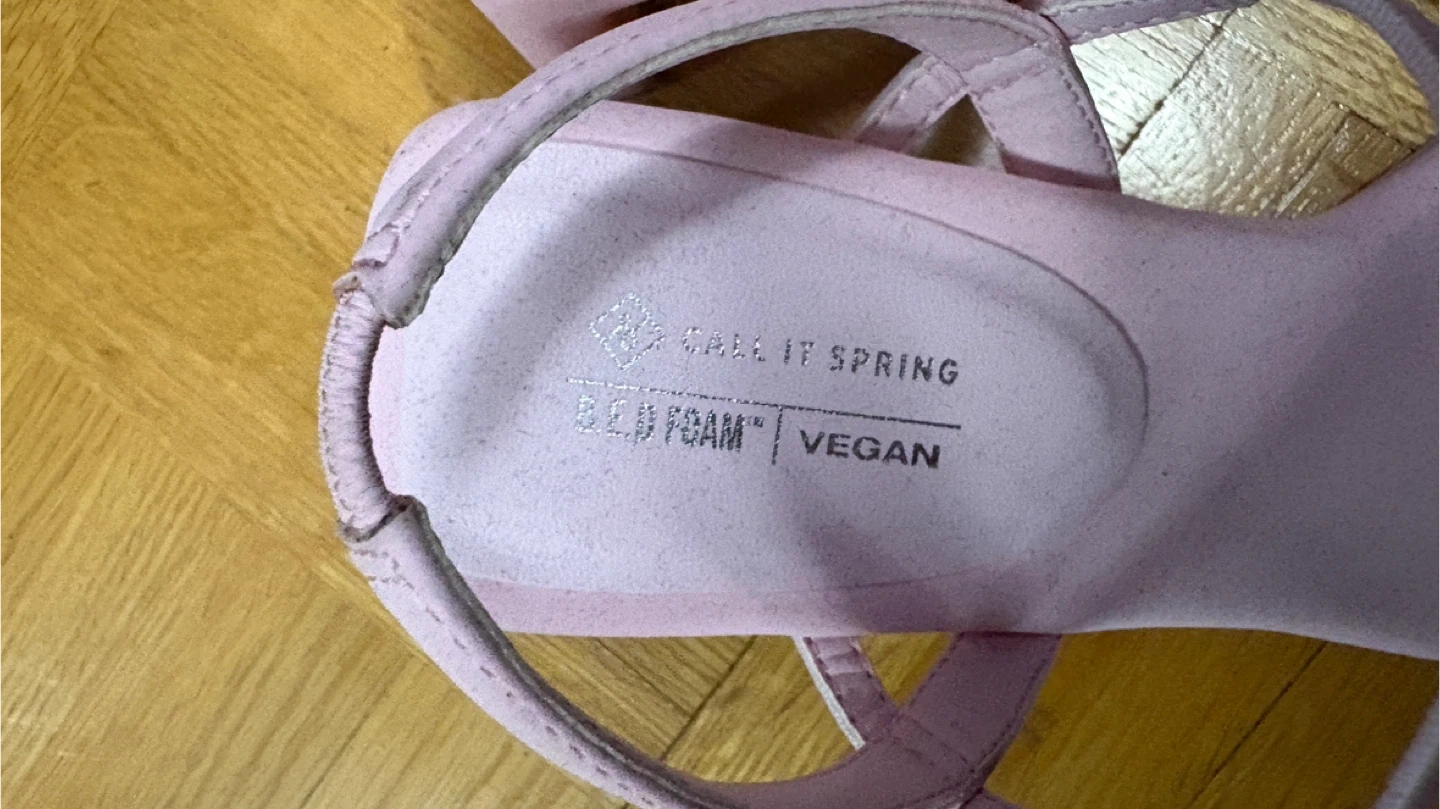 CALL IT SPRING
B.E.D FOAM™ | VEGAN